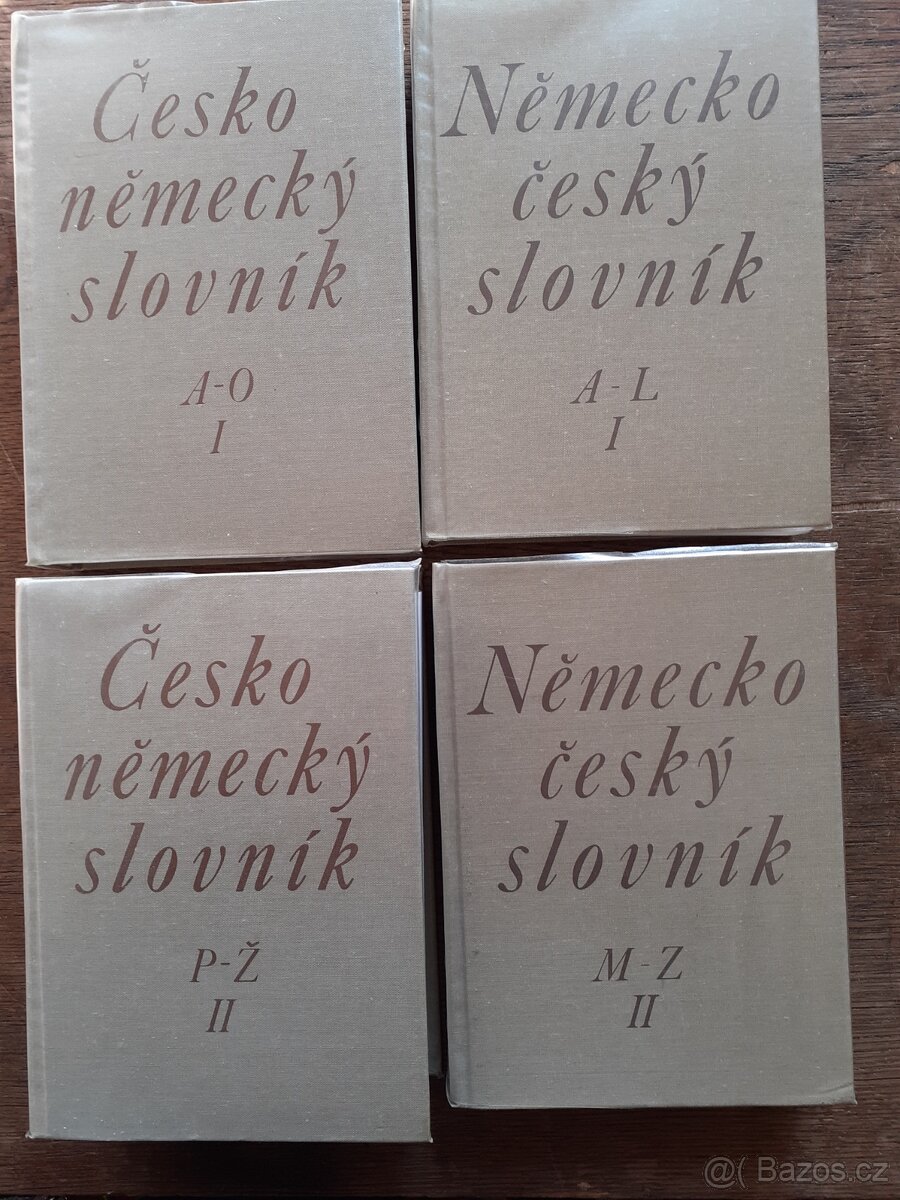 Česko
německý
slovník
A-O
I
Německo
český
slovník
A-L
I
Česko
německý
slovník
P-Ž
II
Německo
český
slovník
M-Z
II
@( Bazos.cz